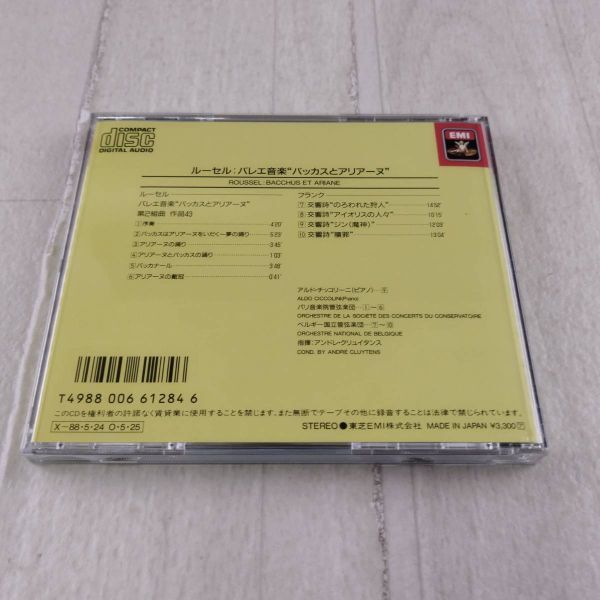 COMPACT
disc
DIGITAL AUDIO
EMI
ルーセル：バレエ音楽“バッカスとアリアーヌ”
ROUSSEL : BACCHUS ET ARIANE
ルーセル
バレエ音楽“バッカスとアリアーヌ”
第2組曲 作品43
①序奏 4'20"
②バッカスはアリアーヌをいだく―夢の踊り 5'23"
③アリアーヌの踊り 3'45"
④アリアーヌとバッカスの踊り 1'03"
⑤バッカナール 3'48"
⑥アリアーヌの戴冠 0'41"
フランク
⑦交響詩“のろわれた狩人” 14'52"
⑧交響詩“アイオリスの人々” 10'15"
⑨交響詩“ジン（魔神）” 12'03"
⑩交響詩“贖罪” 13'04"
アルド・チッコリーニ（ピアノ）…⑨
ALDO CICCOLINI(Piano)
パリ音楽院管弦楽団…①～⑥
ORCHESTRE DE LA SOCIÉTÉ DES CONCERTS DU CONSERVATOIRE
ベルギー国立管弦楽団…⑦～⑩
ORCHESTRE NATIONAL DE BELGIQUE
指揮：アンドレ・クリュイタンス
COND. BY ANDRÉ CLUYTENS
T4988 006 61284 6
このCDを権利者の許諾なく賃貸業に使用することを禁じます。また無断でテープその他に録音することは法律で禁じられています。
X－88・5・24 O・5・25
STEREO●東芝EMI株式会社 MADE IN JAPAN ¥3,300